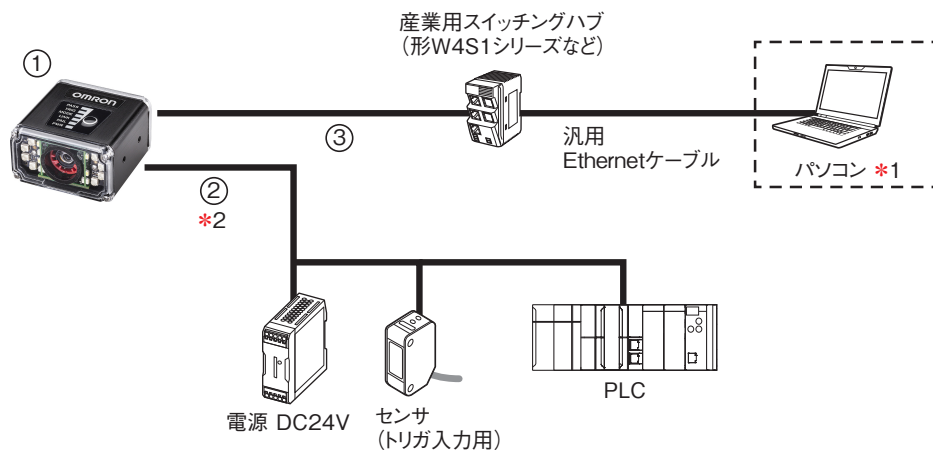 産業用スイッチングハブ
（形W4S1シリーズなど）
①
OMRON
③
汎用
Ethernetケーブル
パソコン *1
②
*2
電源 DC24V
センサ
（トリガ入力用）
PLC